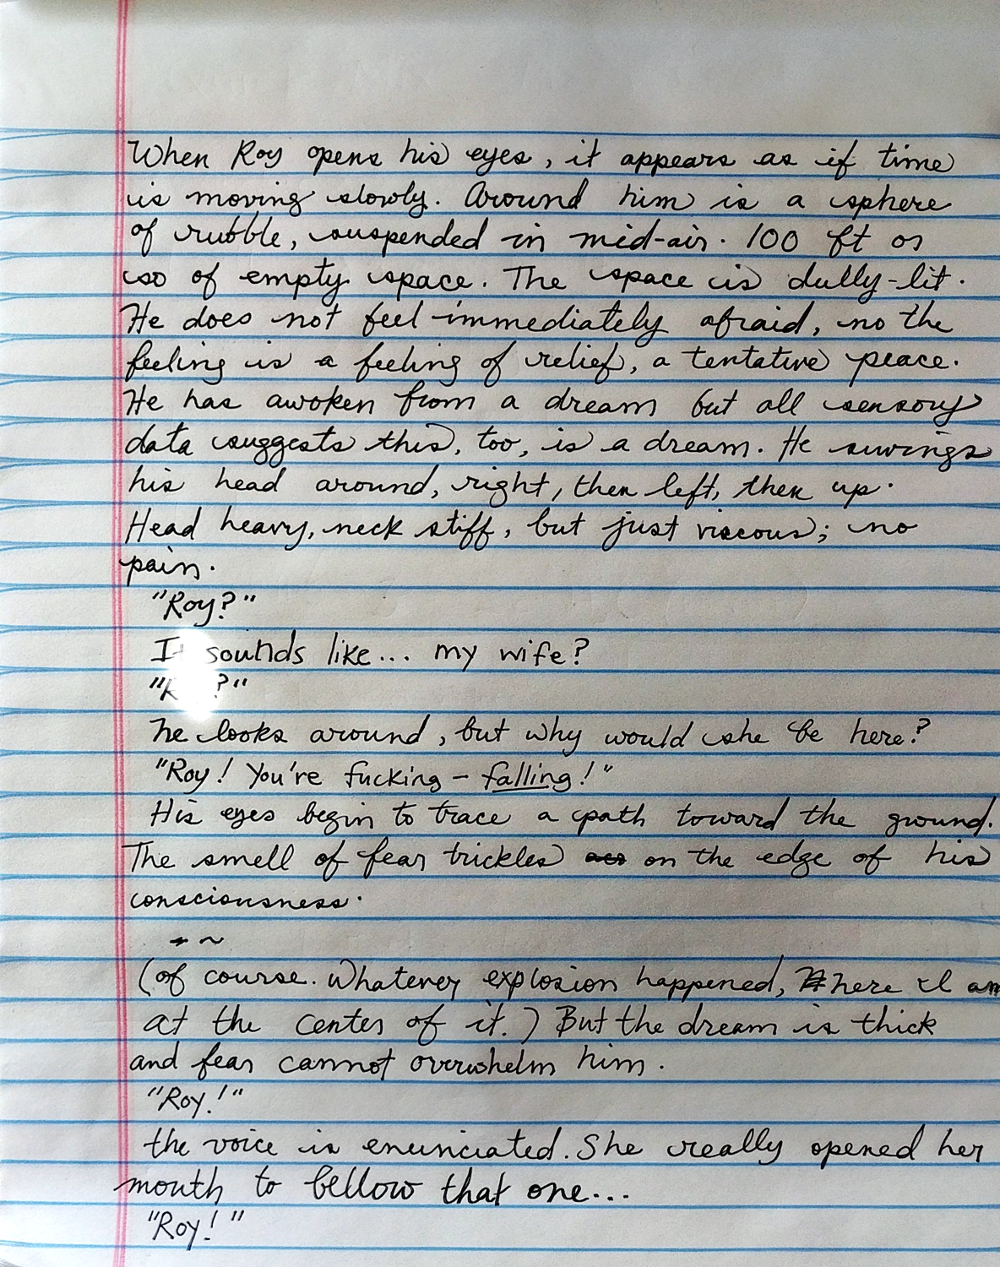 When Roy opens his eyes, it appears as if time
is moving slowly. Around him is a sphere
of rubble, suspended in mid-air. 100 ft or
so of empty space. The space is dully-lit.
He does not feel immediately afraid, no the
feeling is a feeling of relief, a tentative peace.
He has awoken from a dream but all sensory
data suggests this, too, is a dream. He swings
his head around, right, then left, then up.
Head heavy, neck stiff, but just viscous; no
pain.
"Roy?"
It sounds like... my wife?
"R ?"
he looks around, but why would she be here?
"Roy! You're fucking - falling!"
His eyes begin to trace a path toward the ground.
The smell of fear trickles on the edge of his
consciousness.
~ ~
(of course. Whatever explosion happened, here I am
at the center of it.) But the dream is thick
and fear cannot overwhelm him.
"Roy!"
the voice is enunciated. She really opened her
mouth to bellow that one...
"Roy!"